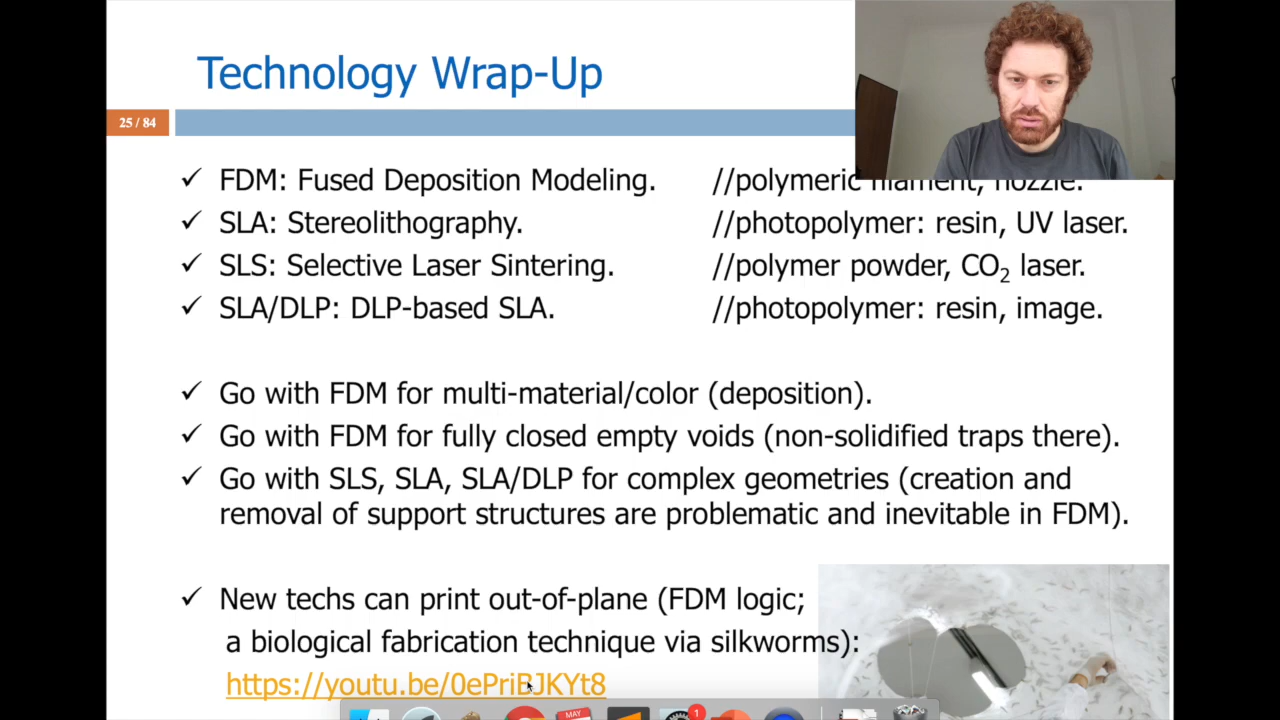 Technology Wrap-Up
25 / 84
✓ FDM: Fused Deposition Modeling. //polymeric filament, nozzle.
✓ SLA: Stereolithography. //photopolymer: resin, UV laser.
✓ SLS: Selective Laser Sintering. //polymer powder, CO₂ laser.
✓ SLA/DLP: DLP-based SLA. //photopolymer: resin, image.
✓ Go with FDM for multi-material/color (deposition).
✓ Go with FDM for fully closed empty voids (non-solidified traps there).
✓ Go with SLS, SLA, SLA/DLP for complex geometries (creation and
removal of support structures are problematic and inevitable in FDM).
✓ New techs can print out-of-plane (FDM logic;
a biological fabrication technique via silkworms):
https://youtu.be/0ePriBJKYt8
MAY
1